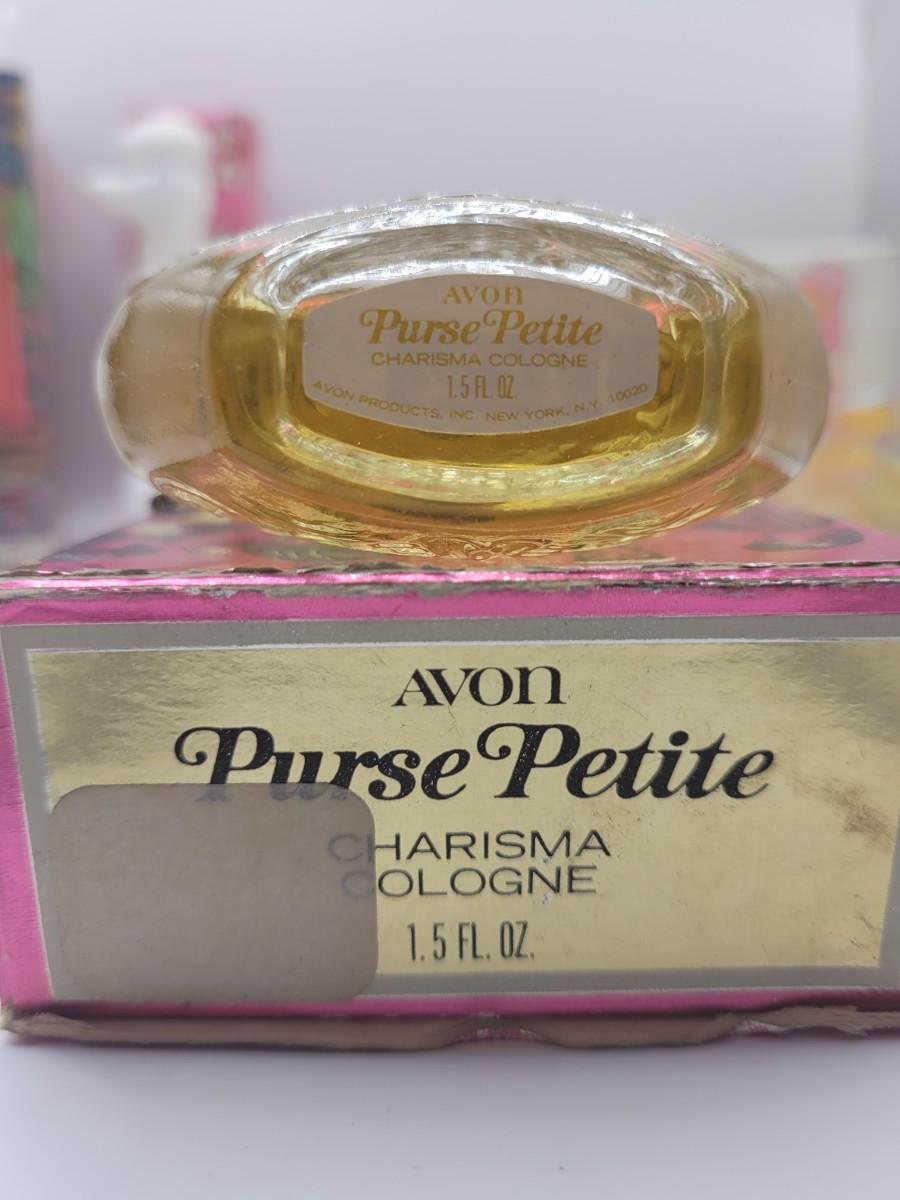 AVON
Purse Petite
CHARISMA COLOGNE
1.5 FL. OZ.
AVON PRODUCTS, INC. NEW YORK, N.Y. 10020
AVON
Purse Petite
CHARISMA
COLOGNE
1.5 FL. OZ.